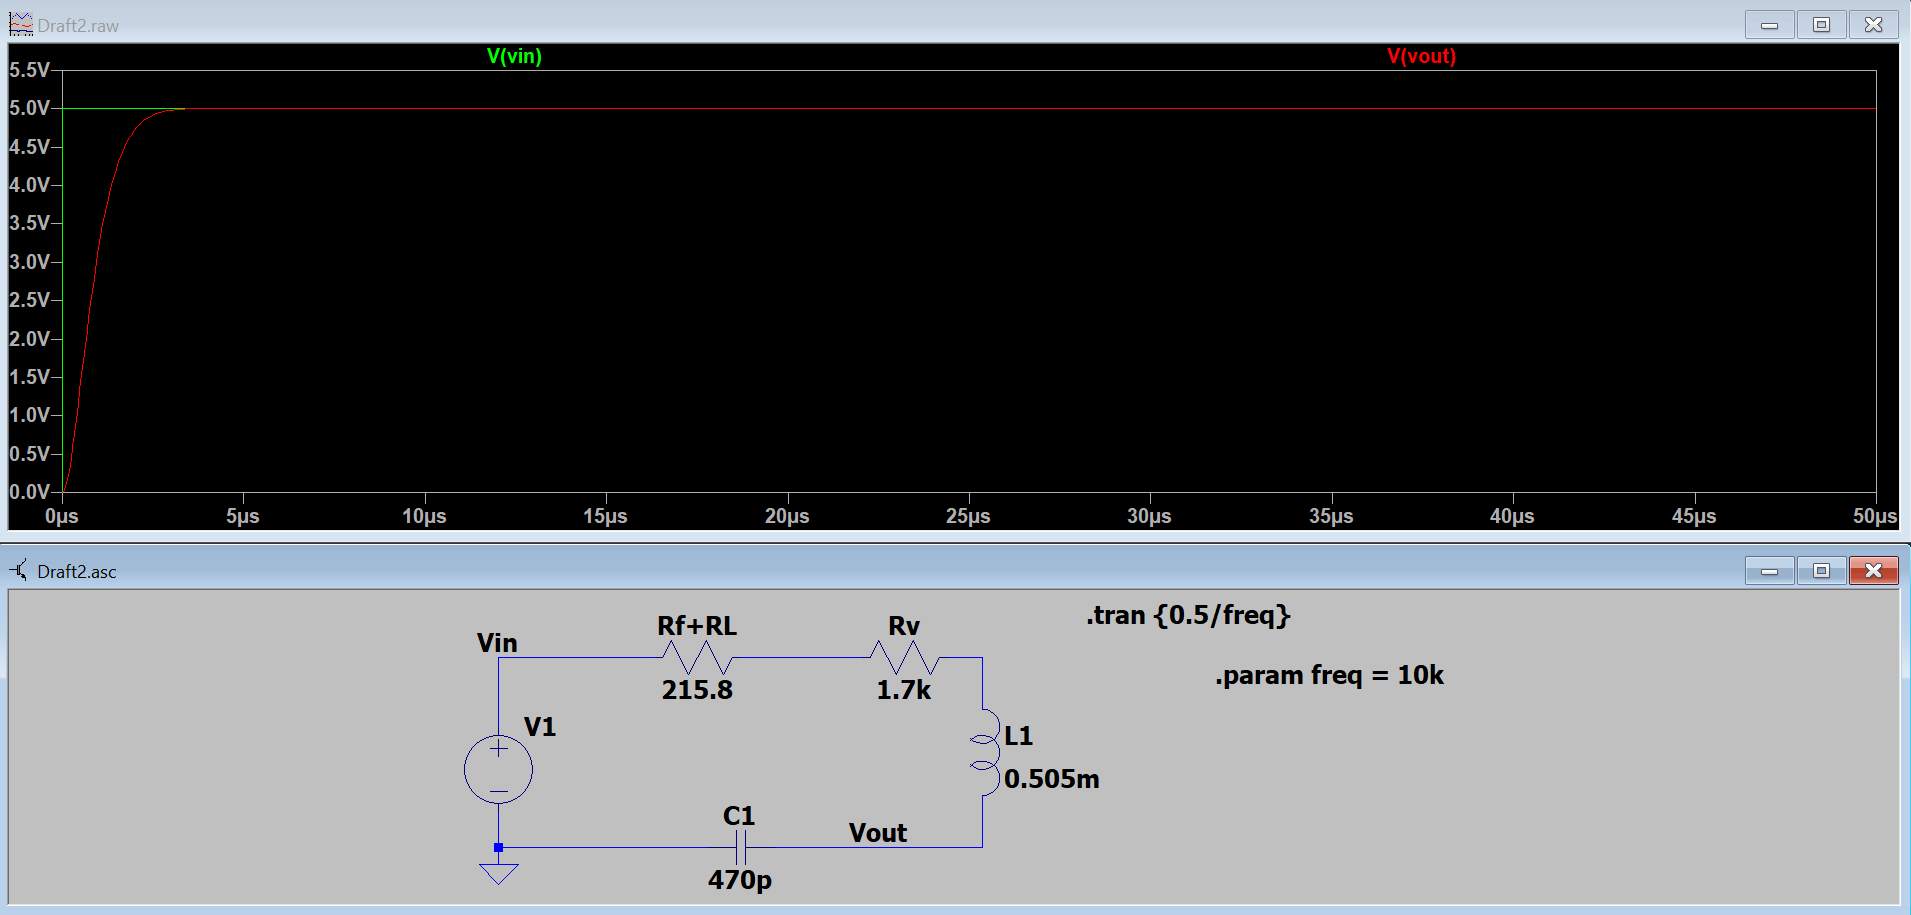 Draft2.raw
V(vin) V(vout)
5.5V
5.0V
4.5V
4.0V
3.5V
3.0V
2.5V
2.0V
1.5V
1.0V
0.5V
0.0V
0µs 5µs 10µs 15µs 20µs 25µs 30µs 35µs 40µs 45µs 50µs
Draft2.asc
.tran {0.5/freq}
Rf+RL Rv
Vin
.param freq = 10k
215.8 1.7k
V1
L1
0.505m
C1
Vout
470p